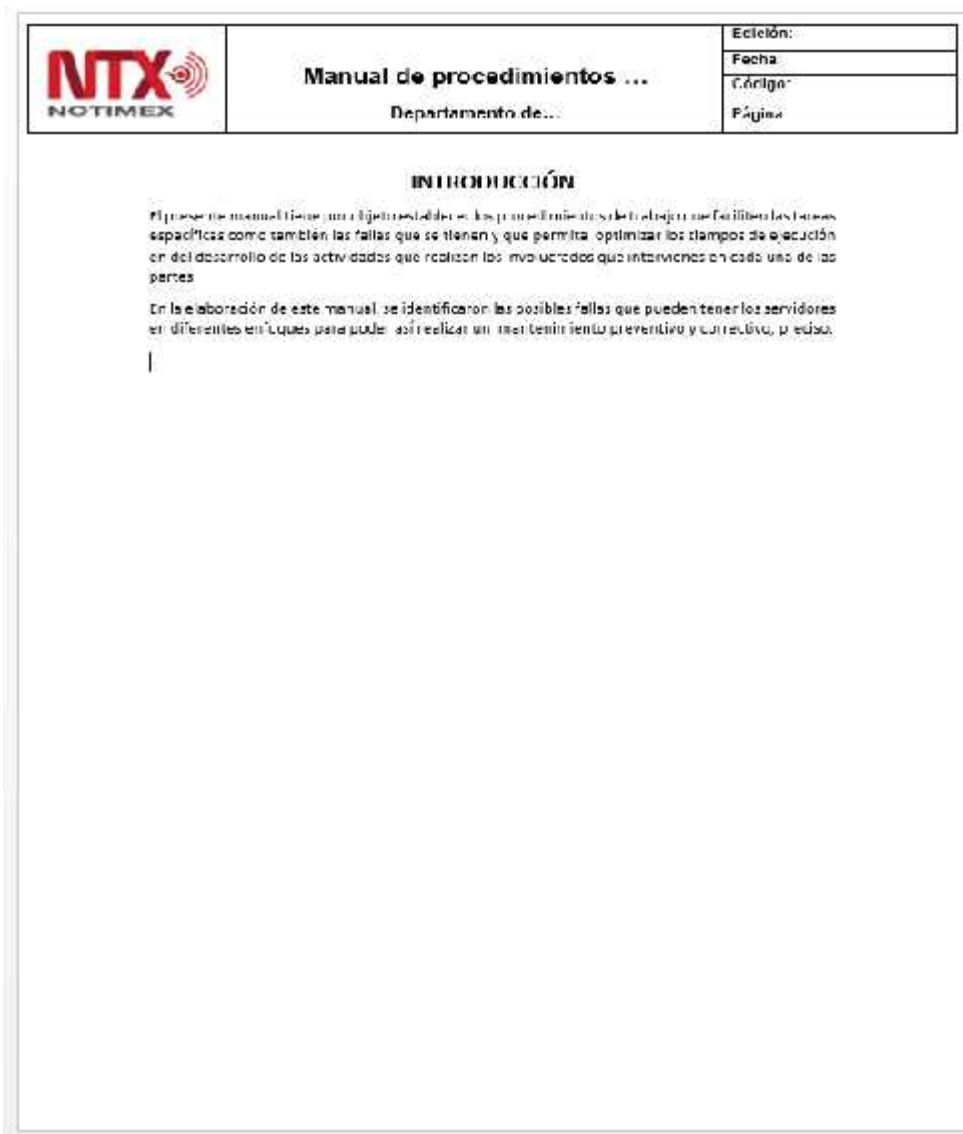 NTX
NOTIMEX
Manual de procedimientos ...
Departamento de...
Edición:
Fecha
Código:
Página
INTRODUCCIÓN
El presente manual tiene por objeto establecer los procedimientos de trabajo que faciliten las tareas
específicas como también las fallas que se tienen y que permita optimizar los tiempos de ejecución
en del desarrollo de las actividades que realizan los involucrados que intervienes en cada una de las
partes
En la elaboración de este manual, se identificaron las posibles fallas que pueden tener los servidores
en diferentes enfoques para poder así realizar un mantenimiento preventivo y correctivo, preciso.